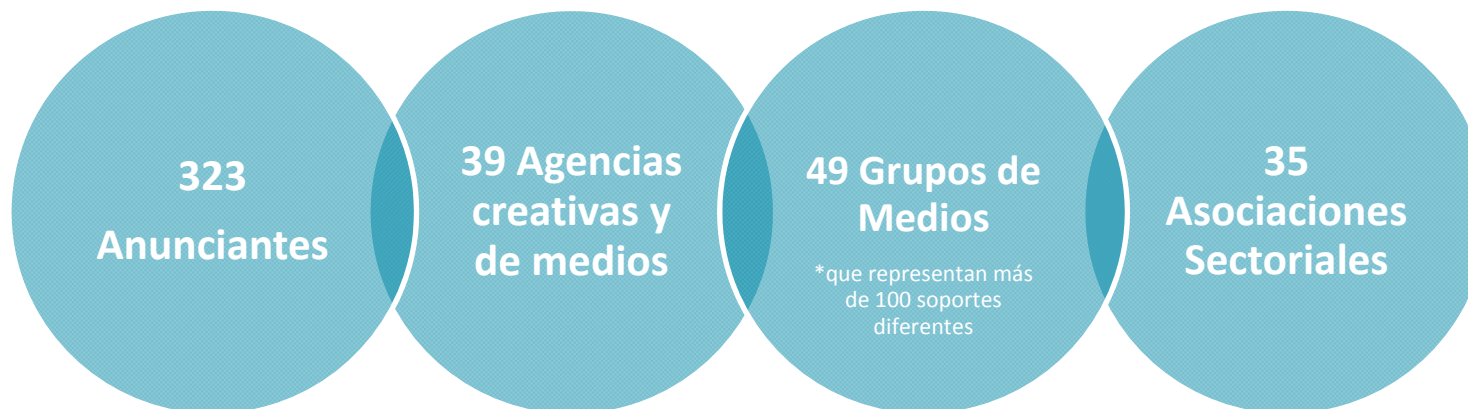 323
Anunciantes
39 Agencias
creativas y
de medios
49 Grupos de
Medios
*que representan más
de 100 soportes
diferentes
35
Asociaciones
Sectoriales